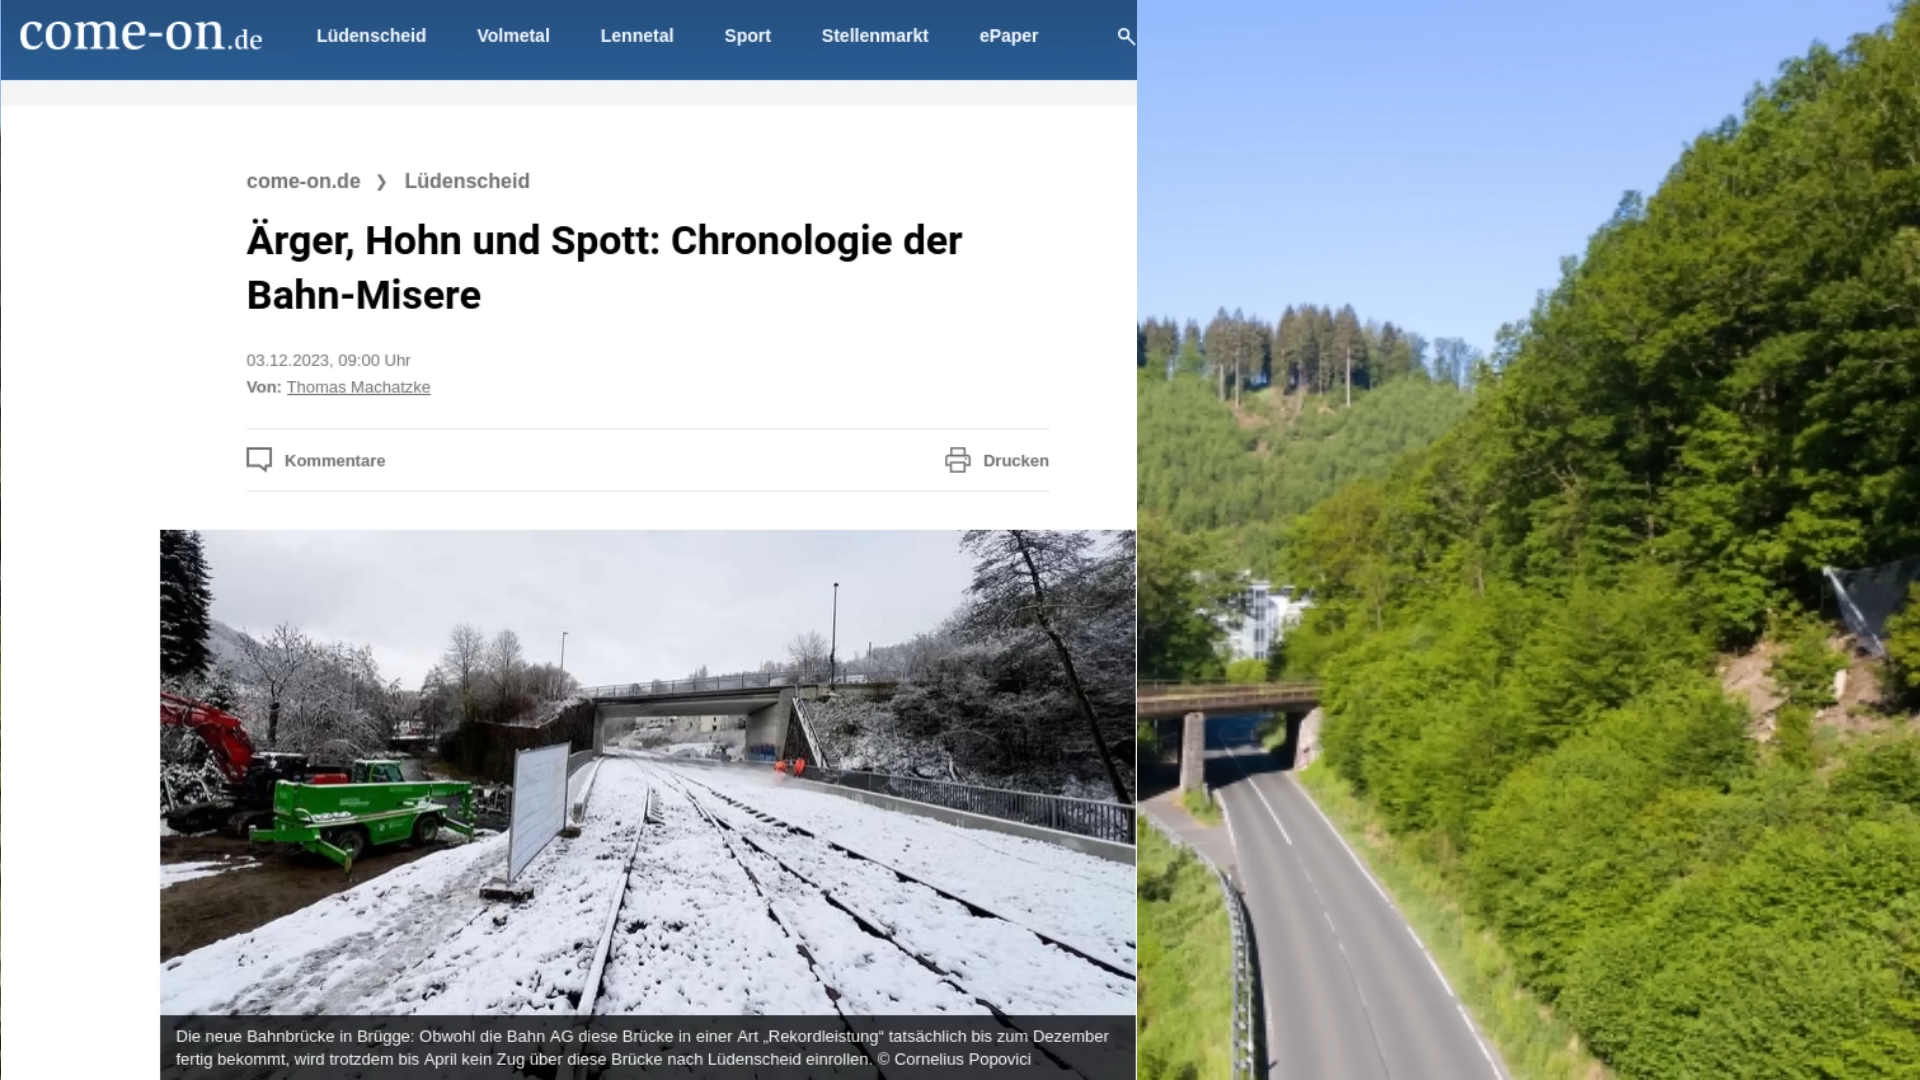 come-on.de
Lüdenscheid
Volmetal
Lennetal
Sport
Stellenmarkt
ePaper
come-on.de ❯ Lüdenscheid
Ärger, Hohn und Spott: Chronologie der
Bahn-Misere
03.12.2023, 09:00 Uhr
Von: Thomas Machatzke
Kommentare
Drucken
Die neue Bahnbrücke in Brügge: Obwohl die Bahn AG diese Brücke in einer Art „Rekordleistung“ tatsächlich bis zum Dezember
fertig bekommt, wird trotzdem bis April kein Zug über diese Brücke nach Lüdenscheid einrollen. © Cornelius Popovici